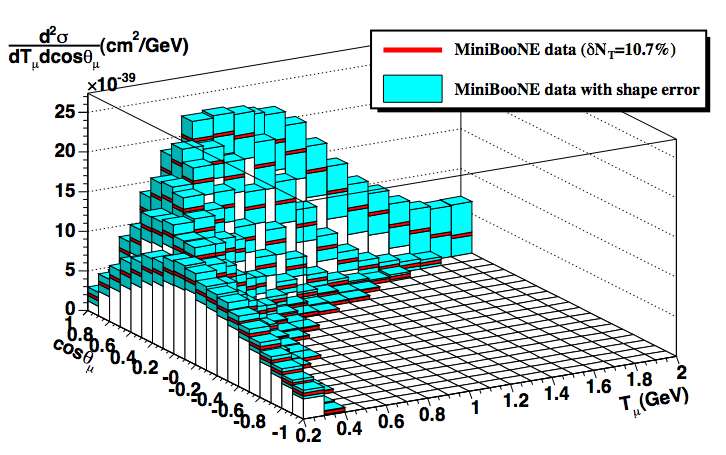 d²σ
dT_μ dcosθ_μ (cm²/GeV)
×10⁻³⁹
MiniBooNE data (δN_T=10.7%)
MiniBooNE data with shape error
25
20
15
10
5
0
1 0.8 0.6 0.4 0.2 -0 -0.2 -0.4 -0.6 -0.8 -1
cosθ_μ
0.2 0.4 0.6 0.8 1 1.2 1.4 1.6 1.8 2
T_μ(GeV)